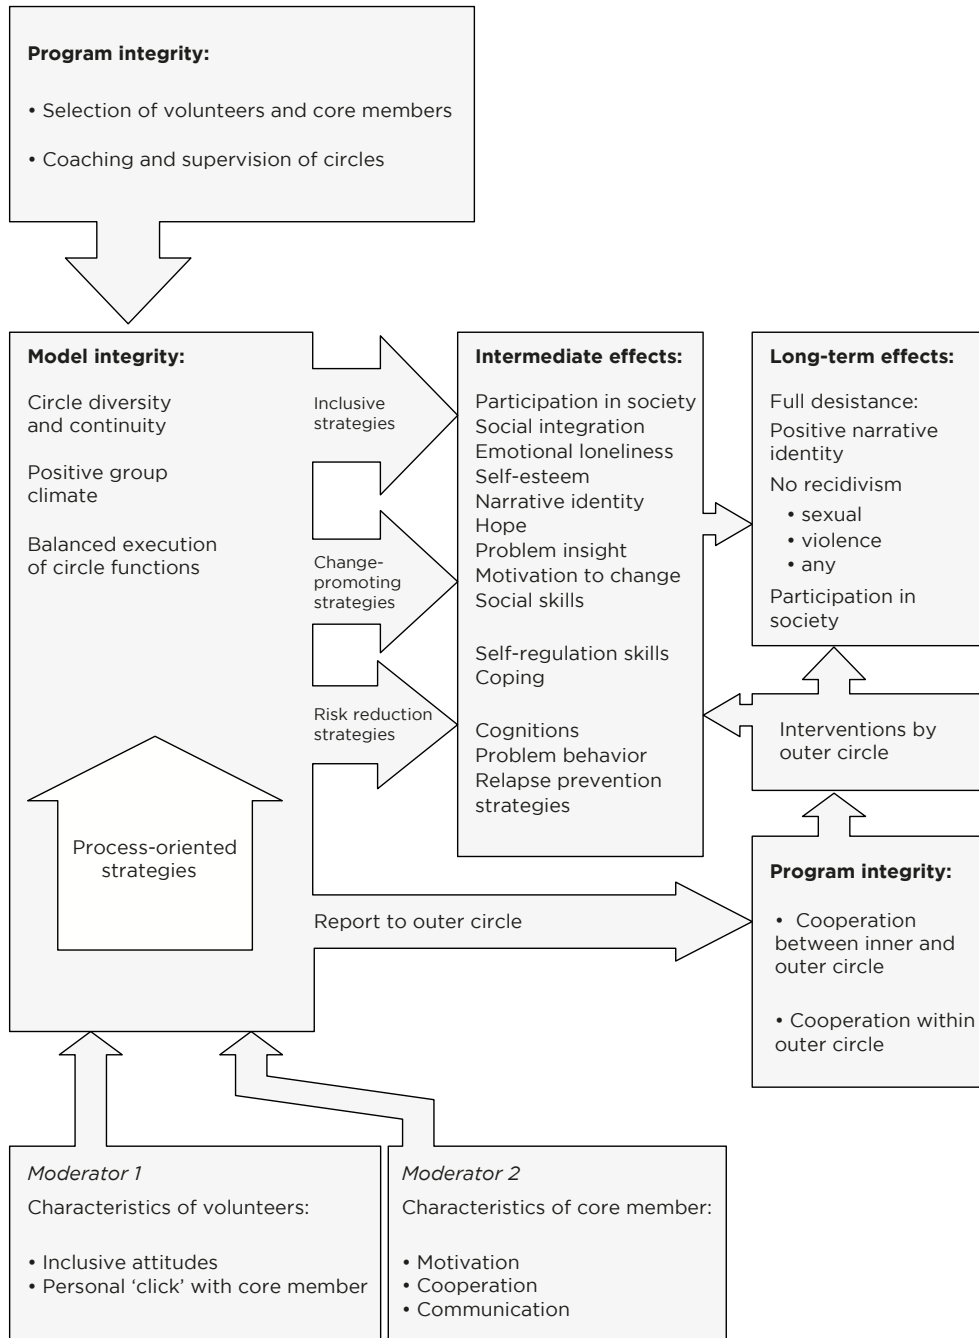 Program integrity:
• Selection of volunteers and core members
• Coaching and supervision of circles
Model integrity:
Circle diversity
and continuity
Positive group
climate
Balanced execution
of circle functions
Process-oriented
strategies
Inclusive
strategies
Change-
promoting
strategies
Risk reduction
strategies
Intermediate effects:
Participation in society
Social integration
Emotional loneliness
Self-esteem
Narrative identity
Hope
Problem insight
Motivation to change
Social skills
Self-regulation skills
Coping
Cognitions
Problem behavior
Relapse prevention
strategies
Long-term effects:
Full desistance:
Positive narrative
identity
No recidivism
• sexual
• violence
• any
Participation in
society
Interventions by
outer circle
Program integrity:
• Cooperation
between inner and
outer circle
• Cooperation within
outer circle
Report to outer circle
Moderator 1
Characteristics of volunteers:
• Inclusive attitudes
• Personal ‘click’ with core member
Moderator 2
Characteristics of core member:
• Motivation
• Cooperation
• Communication